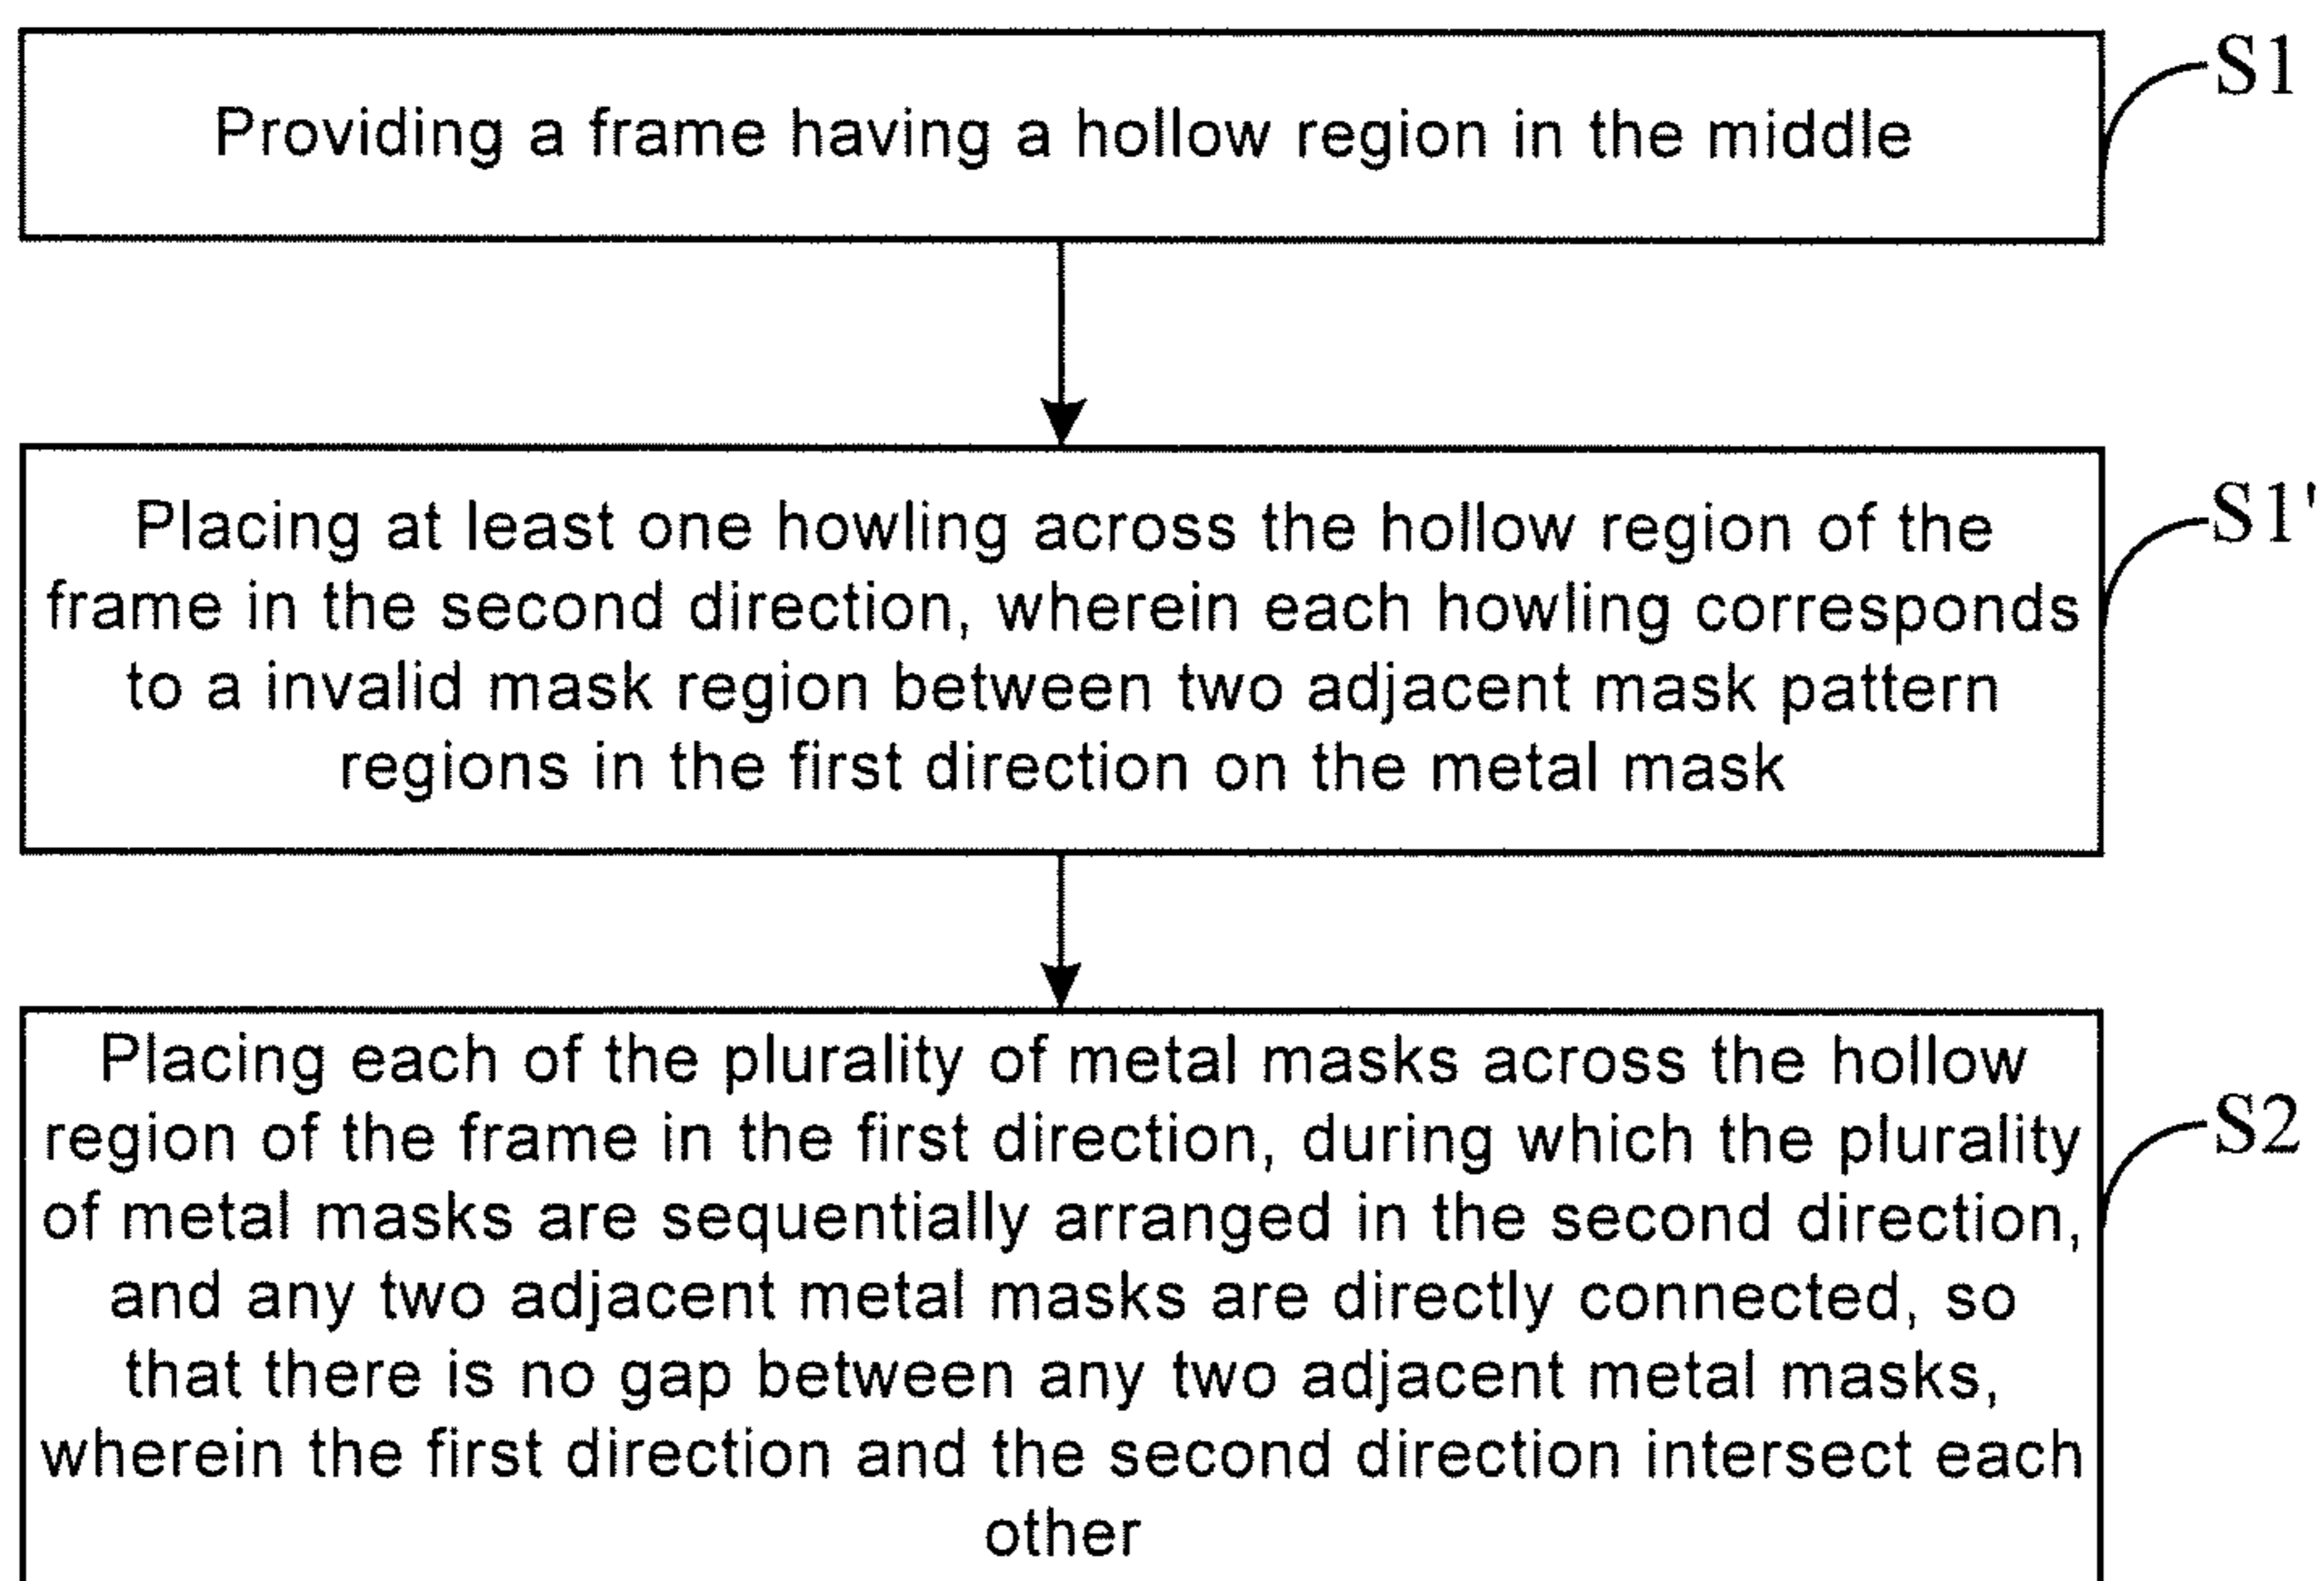 Providing a frame having a hollow region in the middle
S1
Placing at least one howling across the hollow region of the
frame in the second direction, wherein each howling corresponds
to a invalid mask region between two adjacent mask pattern
regions in the first direction on the metal mask
S1'
Placing each of the plurality of metal masks across the hollow
region of the frame in the first direction, during which the plurality
of metal masks are sequentially arranged in the second direction,
and any two adjacent metal masks are directly connected, so
that there is no gap between any two adjacent metal masks,
wherein the first direction and the second direction intersect each
other
S2